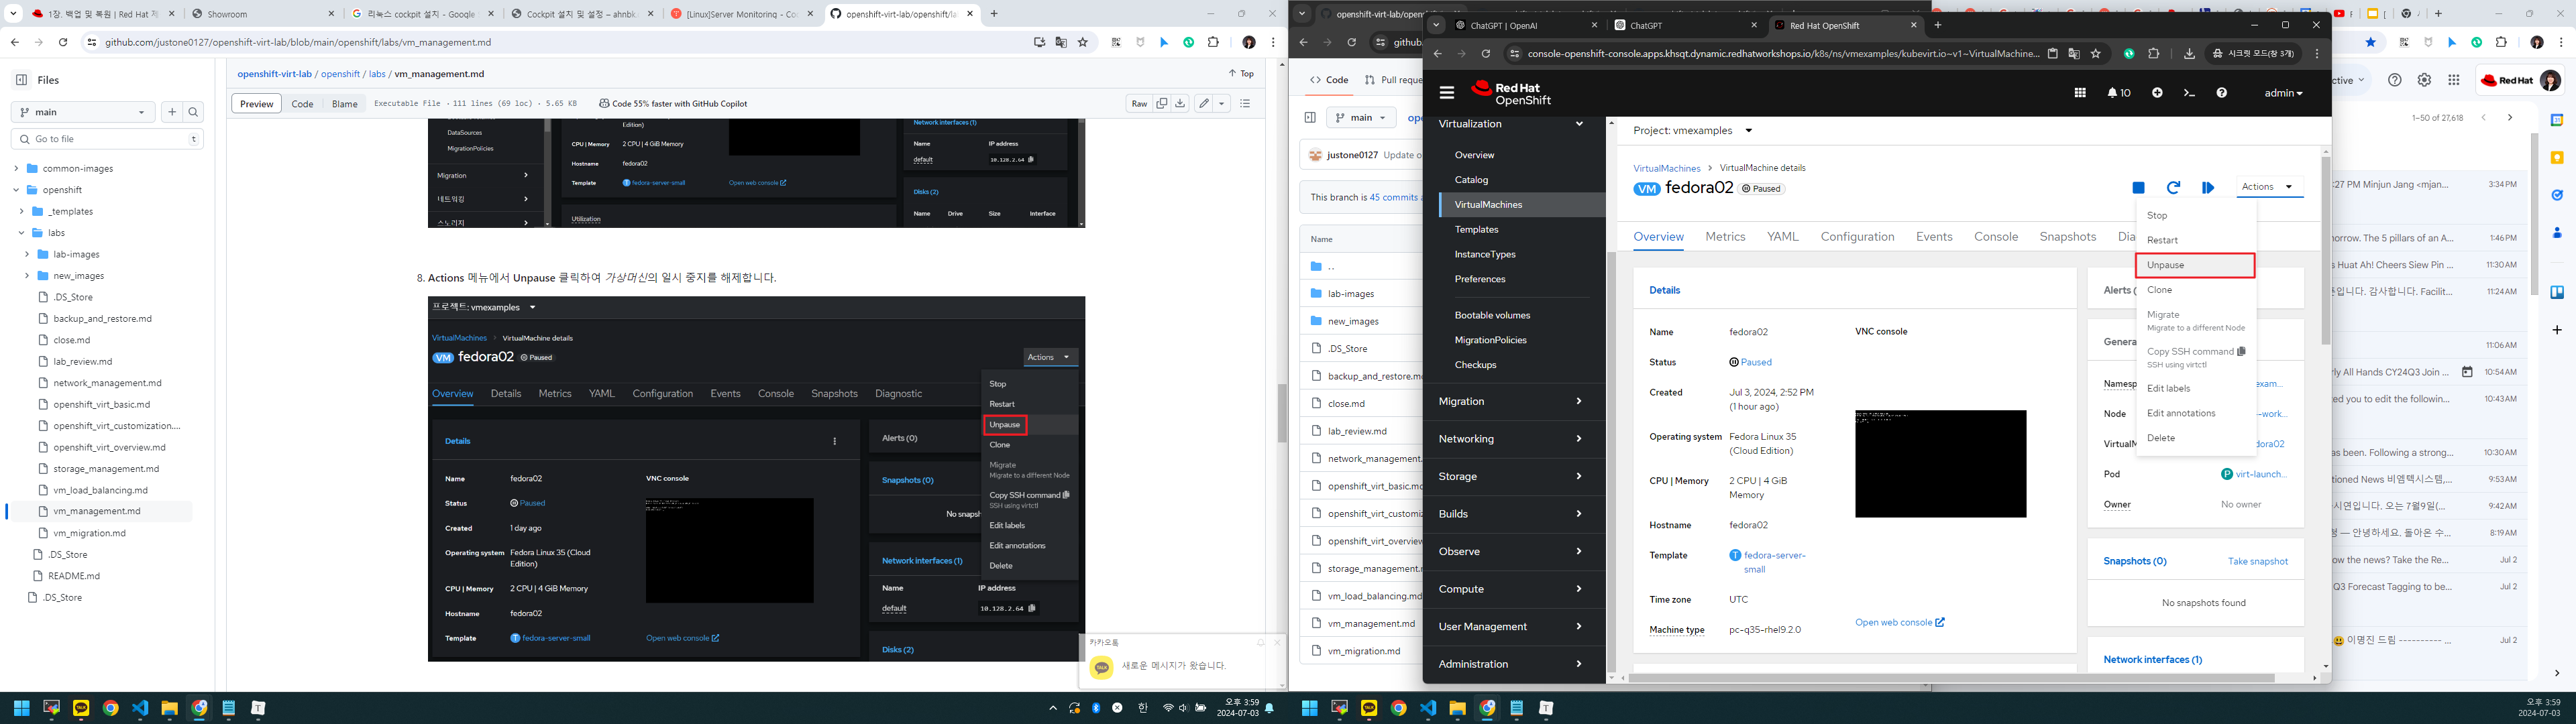 1장. 백업 및 복원 | Red Hat 제
Showroom
리눅스 cockpit 설치 - Google
Cockpit 설치 및 설정 – ahnbk.
[Linux]Server Monitoring - Co
openshift-virt-lab/openshift/la
github.com/justone0127/openshift-virt-lab/blob/main/openshift/labs/vm_management.md
Files
main
Go to file
t
common-images
openshift
_templates
labs
lab-images
new_images
.DS_Store
backup_and_restore.md
close.md
lab_review.md
network_management.md
openshift_virt_basic.md
openshift_virt_customization....
openshift_virt_overview.md
storage_management.md
vm_load_balancing.md
vm_management.md
vm_migration.md
.DS_Store
README.md
.DS_Store
openshift-virt-lab / openshift / labs / vm_management.md
Top
Preview
Code
Blame
Executable File · 111 lines (69 loc) · 5.65 KB
Code 55% faster with GitHub Copilot
Raw
DataSources
MigrationPolicies
Migration
네트워킹
스토리지
Edition)
CPU | Memory
2 CPU | 4 GiB Memory
Hostname
fedora02
Template
fedora-server-small
Open web console
Utilization
Network interfaces (1)
Name
IP address
default
10.128.2.64
Disks (2)
Name
Drive
Size
Interface
8. Actions 메뉴에서 Unpause 클릭하여 가상머신의 일시 중지를 해제합니다.
프로젝트: vmexamples
VirtualMachines
VirtualMachine details
VM fedora02
Paused
Actions
Overview
Details
Metrics
YAML
Configuration
Events
Console
Snapshots
Diagnostic
Stop
Restart
Unpause
Clone
Migrate
Migrate to a different Node
Copy SSH command
SSH using virtctl
Edit labels
Edit annotations
Delete
Details
Name
fedora02
Status
Paused
Created
1 day ago
Operating system
Fedora Linux 35 (Cloud
Edition)
CPU | Memory
2 CPU | 4 GiB Memory
Hostname
fedora02
Template
fedora-server-small
VNC console
Open web console
Alerts (0)
Snapshots (0)
No snapsh
Network interfaces (1)
Name
IP address
default
10.128.2.64
Disks (2)
카카오톡
TALK
새로운 메시지가 왔습니다.
한
오후 3:59
2024-07-03
openshift-virt-lab/op
github.
Code
Pull reque
main
ope
justone0127 Update o
This branch is 45 commits a
Name
..
lab-images
new_images
.DS_Store
backup_and_restore.md
close.md
lab_review.md
network_management.
openshift_virt_basic.md
openshift_virt_customiz
openshift_virt_overview
storage_management.m
vm_load_balancing.md
vm_management.md
vm_migration.md
ChatGPT | OpenAI
ChatGPT
Red Hat OpenShift
console-openshift-console.apps.khsqt.dynamic.redhatworkshops.io/k8s/ns/vmexamples/kubevirt.io~v1~VirtualMachine...
시크릿 모드(창 3개)
Red Hat
OpenShift
10
admin
Virtualization
Overview
Catalog
VirtualMachines
Templates
InstanceTypes
Preferences
Bootable volumes
MigrationPolicies
Checkups
Migration
Networking
Storage
Builds
Observe
Compute
User Management
Administration
Project: vmexamples
VirtualMachines
VirtualMachine details
VM fedora02
Paused
Actions
Overview
Metrics
YAML
Configuration
Events
Console
Snapshots
Dia
Stop
Restart
Unpause
Clone
Migrate
Migrate to a different Node
Copy SSH command
SSH using virtctl
Edit labels
Edit annotations
Delete
Details
Name
fedora02
Status
Paused
Created
Jul 3, 2024, 2:52 PM
(1 hour ago)
Operating system
Fedora Linux 35
(Cloud Edition)
CPU | Memory
2 CPU | 4 GiB
Memory
Hostname
fedora02
Template
fedora-server-
small
Time zone
UTC
Machine type
pc-q35-rhel9.2.0
VNC console
Open web console
Alerts (
Genera
Namesp
exam...
Node
-work...
VirtualM
dora02
Pod
virt-launch...
Owner
No owner
Snapshots (0)
Take snapshot
No snapshots found
Network interfaces (1)
ctive
Red Hat
1–50 of 27,618
:27 PM Minjun Jang <mjan...
3:34 PM
morrow. The 5 pillars of an A...
1:46 PM
s Huat Ah! Cheers Siew Pin ...
11:30 AM
입니다. 감사합니다. Facilit...
11:24 AM
11:06 AM
rly All Hands CY24Q3 Join ...
10:54 AM
ted you to edit the followin...
10:43 AM
has been. Following a strong...
10:30 AM
tioned News 비엠텍시스템,...
9:53 AM
시연입니다. 오는 7월9일(...
9:42 AM
청 — 안녕하세요. 돌아온 수...
8:19 AM
ow the news? Take the Re...
Jul 2
Q3 Forecast Tagging to be...
Jul 2
이명진 드림 ---------- ...
Jul 2
오후 3:59
2024-07-03